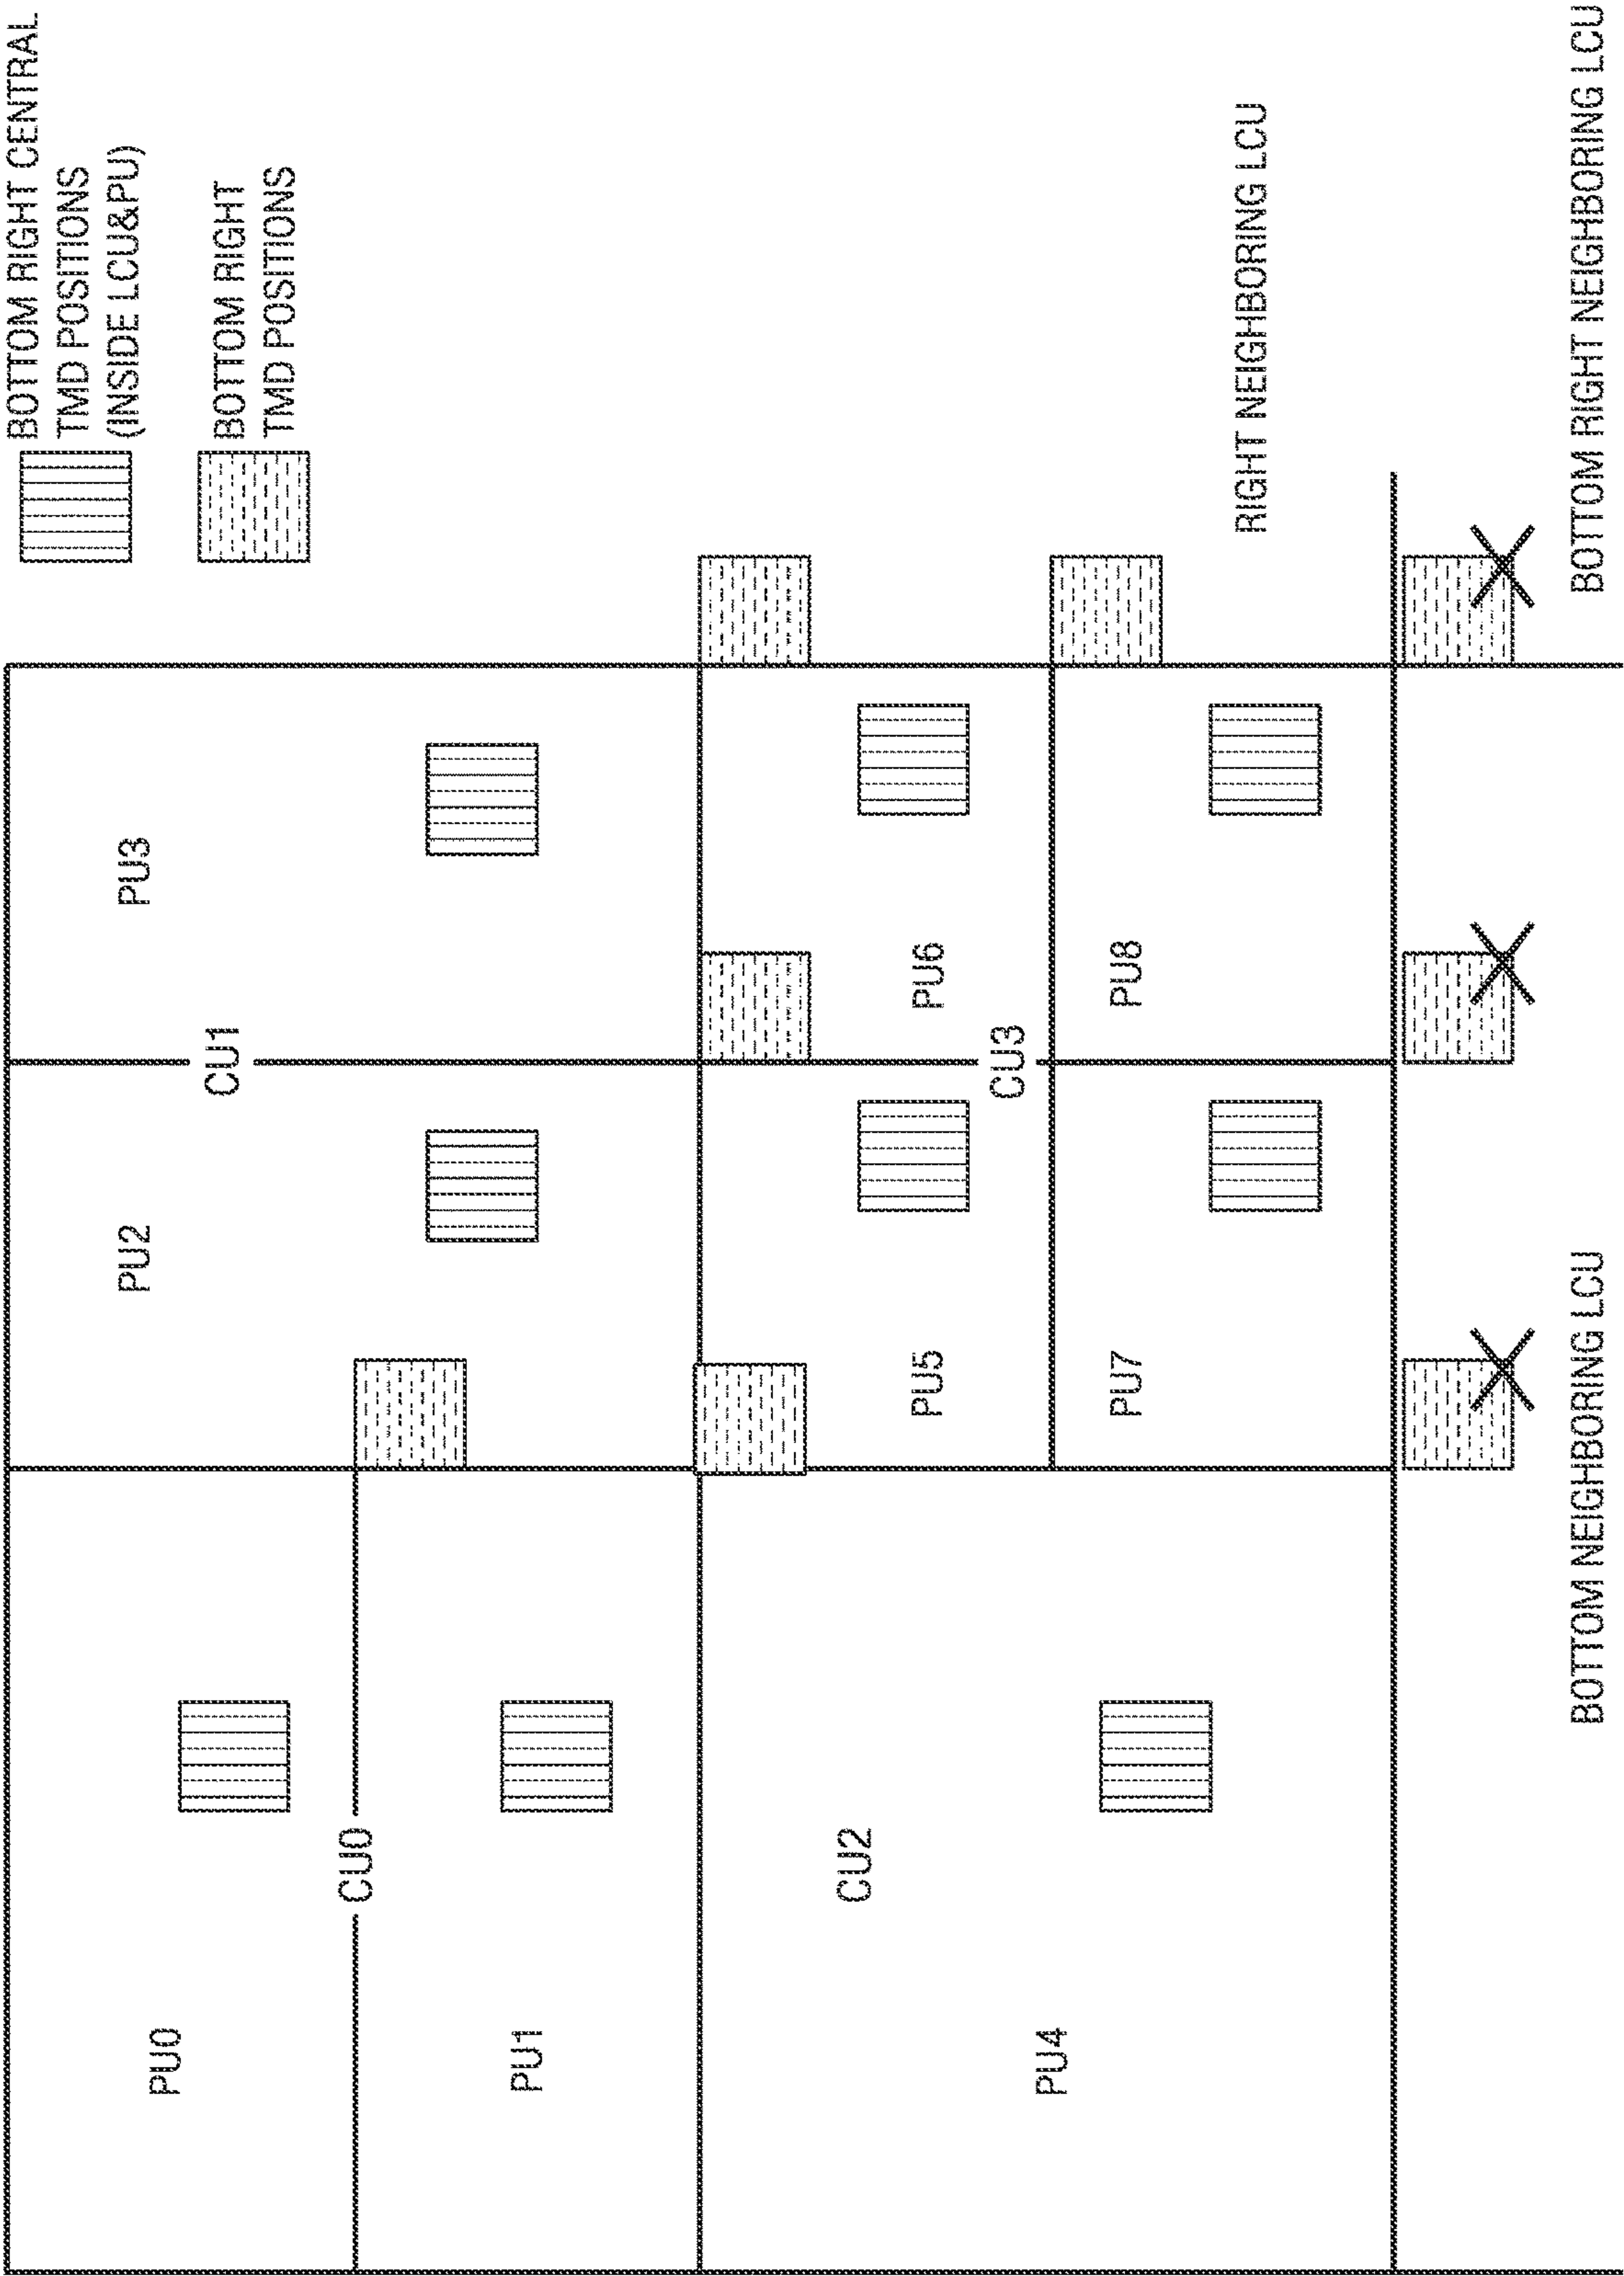 BOTTOM RIGHT CENTRAL
TMD POSITIONS
(INSIDE LCU&PU)
BOTTOM RIGHT
TMD POSITIONS
PU0
PU2
PU3
CU1
CU0
PU1
CU2
PU5
PU6
CU3
PU4
PU7
PU8
RIGHT NEIGHBORING LCU
BOTTOM NEIGHBORING LCU
BOTTOM RIGHT NEIGHBORING LCU